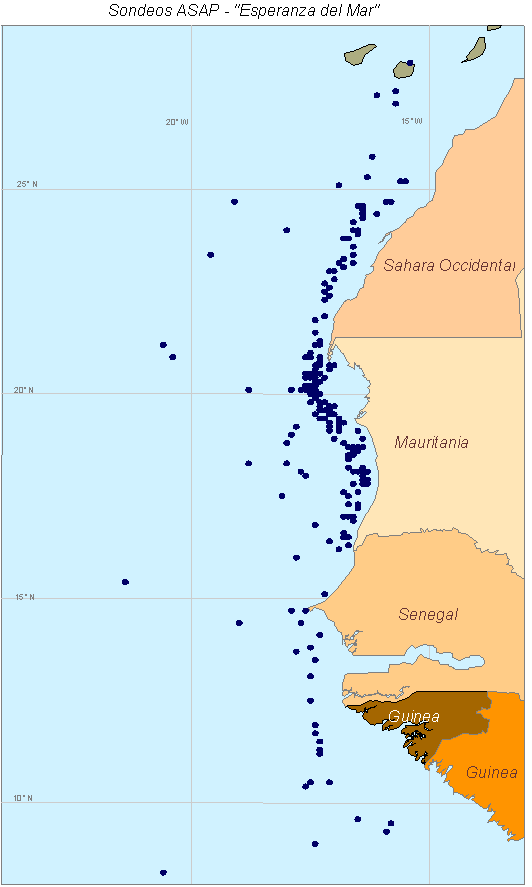 Sondeos ASAP - "Esperanza del Mar"
20° W
15° W
25° N
Sahara Occidental
20° N
Mauritania
15° N
Senegal
Guinea
Guinea
10° N